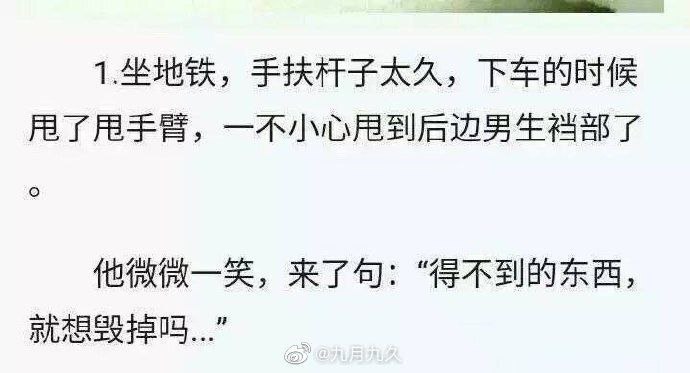 1.坐地铁，手扶杆子太久，下车的时候
甩了甩手臂，一不小心甩到后边男生裆部了
。
他微微一笑，来了句：“得不到的东西，
就想毁掉吗...”
@九月九久